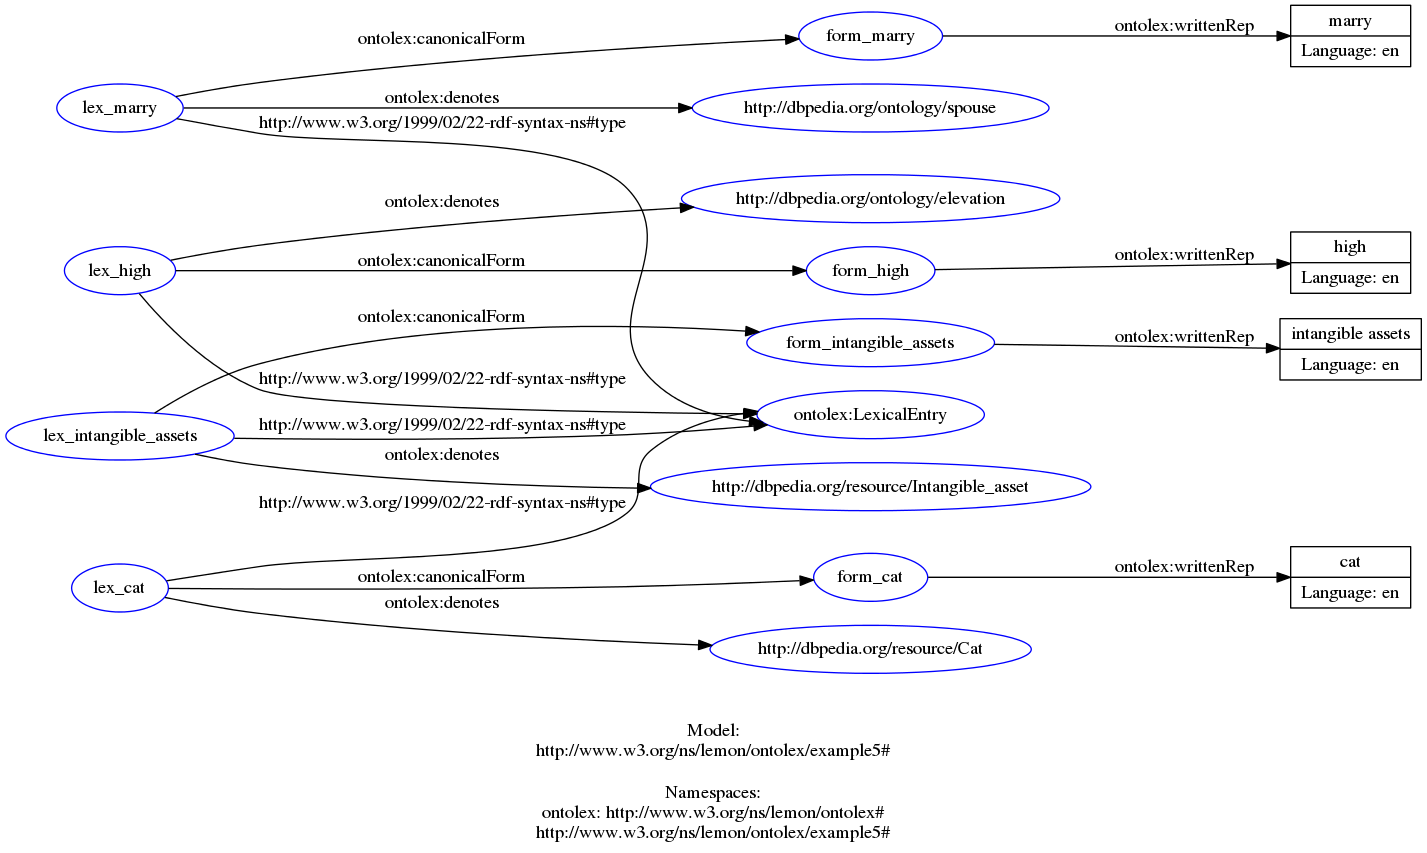 ontolex:canonicalForm
form_marry
ontolex:writtenRep
marry
Language: en
lex_marry
ontolex:denotes
http://dbpedia.org/ontology/spouse
http://www.w3.org/1999/02/22-rdf-syntax-ns#type
ontolex:denotes
http://dbpedia.org/ontology/elevation
lex_high
ontolex:canonicalForm
form_high
ontolex:writtenRep
high
Language: en
ontolex:canonicalForm
form_intangible_assets
ontolex:writtenRep
intangible assets
Language: en
http://www.w3.org/1999/02/22-rdf-syntax-ns#type
ontolex:LexicalEntry
lex_intangible_assets
http://www.w3.org/1999/02/22-rdf-syntax-ns#type
ontolex:denotes
http://dbpedia.org/resource/Intangible_asset
http://www.w3.org/1999/02/22-rdf-syntax-ns#type
lex_cat
ontolex:canonicalForm
form_cat
ontolex:writtenRep
cat
Language: en
ontolex:denotes
http://dbpedia.org/resource/Cat
Model:
http://www.w3.org/ns/lemon/ontolex/example5#
Namespaces:
ontolex: http://www.w3.org/ns/lemon/ontolex#
http://www.w3.org/ns/lemon/ontolex/example5#